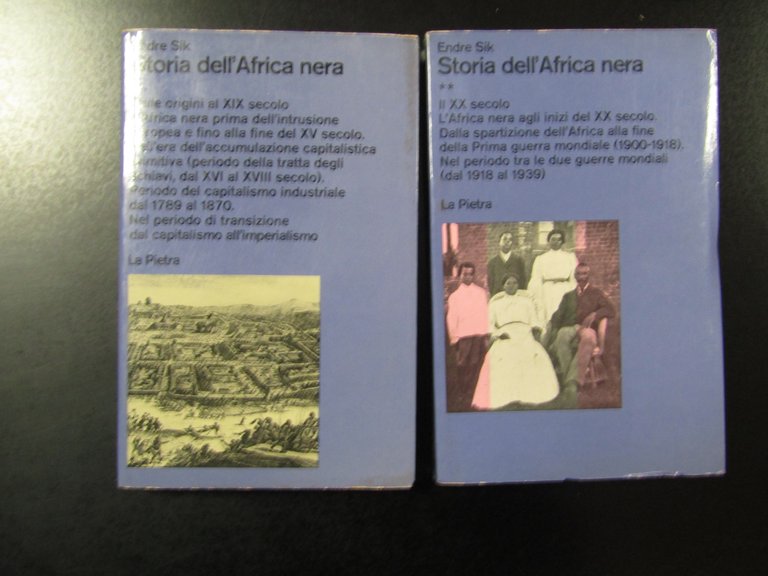 Endre Sik
Storia dell'Africa nera
Dalle origini al XIX secolo
L'Africa nera prima dell'intrusione
europea e fino alla fine del XV secolo.
Nell'era dell'accumulazione capitalistica
primitiva (periodo della tratta degli
schiavi, dal XVI al XVIII secolo).
Periodo del capitalismo industriale
dal 1789 al 1870.
Nel periodo di transizione
dal capitalismo all'imperialismo
La Pietra
Endre Sik
Storia dell'Africa nera
**
Il XX secolo
L'Africa nera agli inizi del XX secolo.
Dalla spartizione dell'Africa alla fine
della Prima guerra mondiale (1900-1918).
Nel periodo tra le due guerre mondiali
(dal 1918 al 1939)
La Pietra